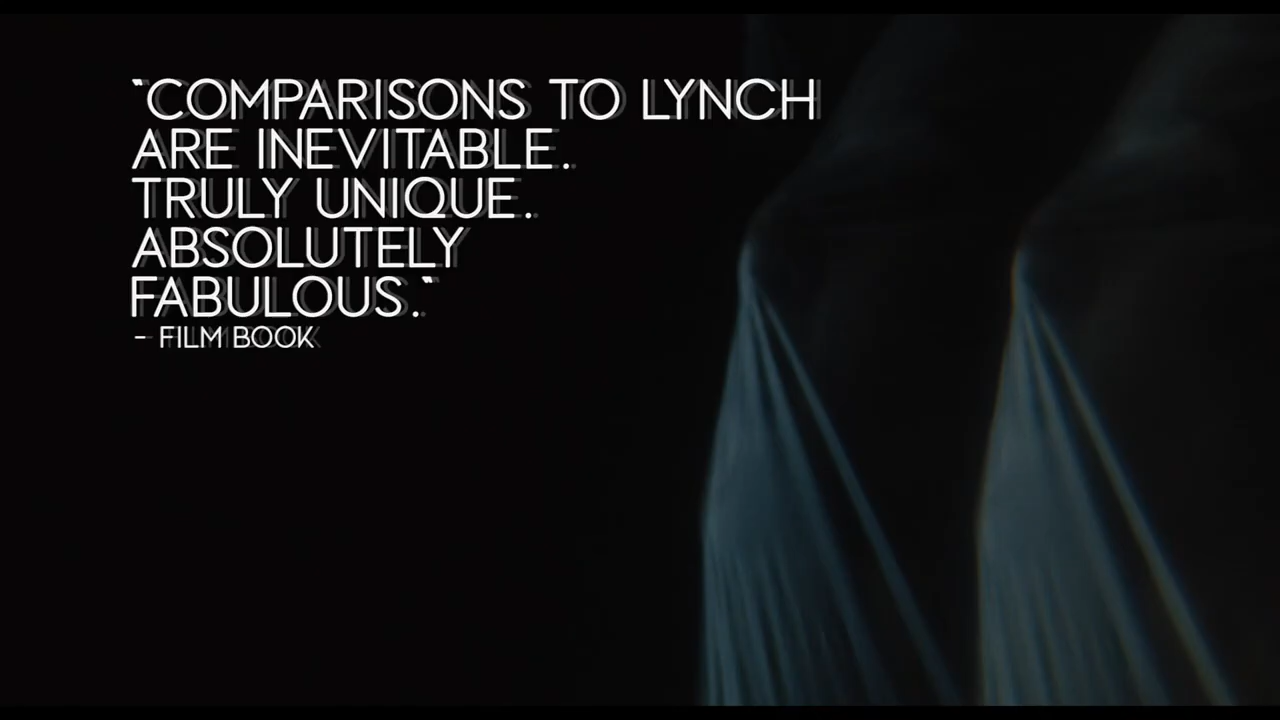 “COMPARISONS TO LYNCH
ARE INEVITABLE..
TRULY UNIQUE..
ABSOLUTELY
FABULOUS.”
- FILM BOOK